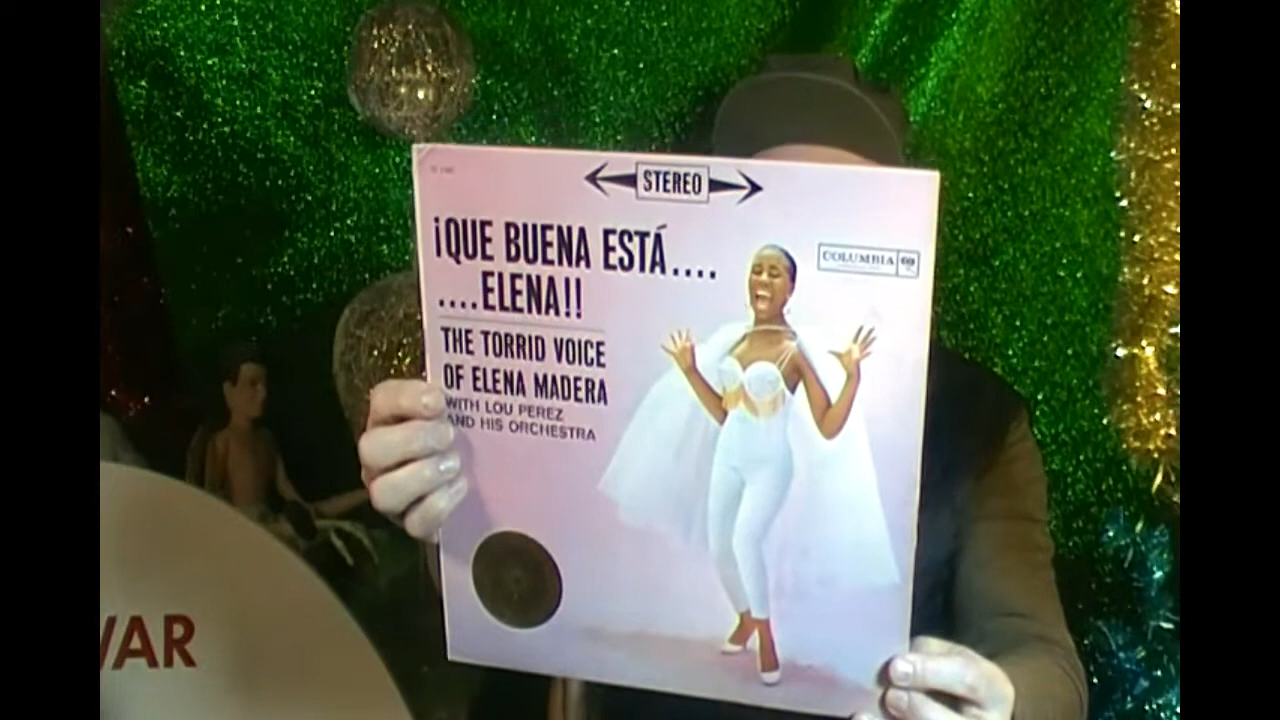 STEREO
¡QUE BUENA ESTÁ....
....ELENA!!
COLUMBIA
THE TORRID VOICE
OF ELENA MADERA
WITH LOU PEREZ
AND HIS ORCHESTRA
VAR